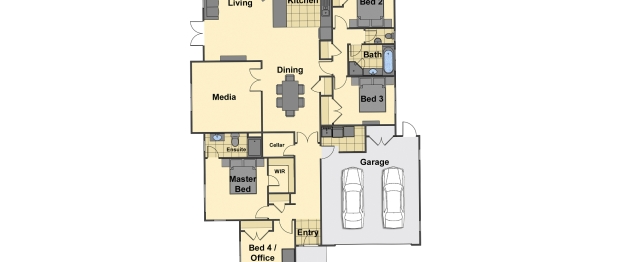 Living
Kitchen
Bed 2
Bath
Dining
Media
Bed 3
Ensuite
Cellar
Garage
WIR
Master
Bed
Entry
Bed 4 /
Office